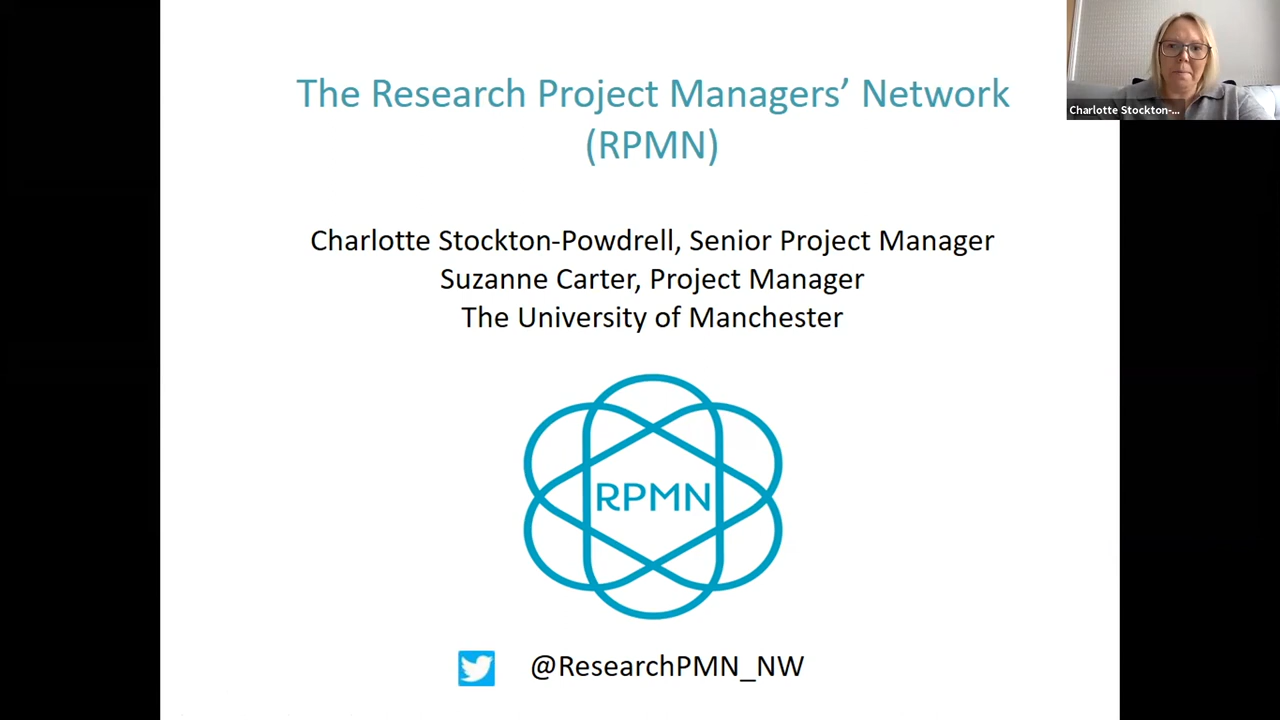 The Research Project Managers’ Network
(RPMN)
Charlotte Stockton-Powdrell, Senior Project Manager
Suzanne Carter, Project Manager
The University of Manchester
RPMN
@ResearchPMN_NW
Charlotte Stockton-...